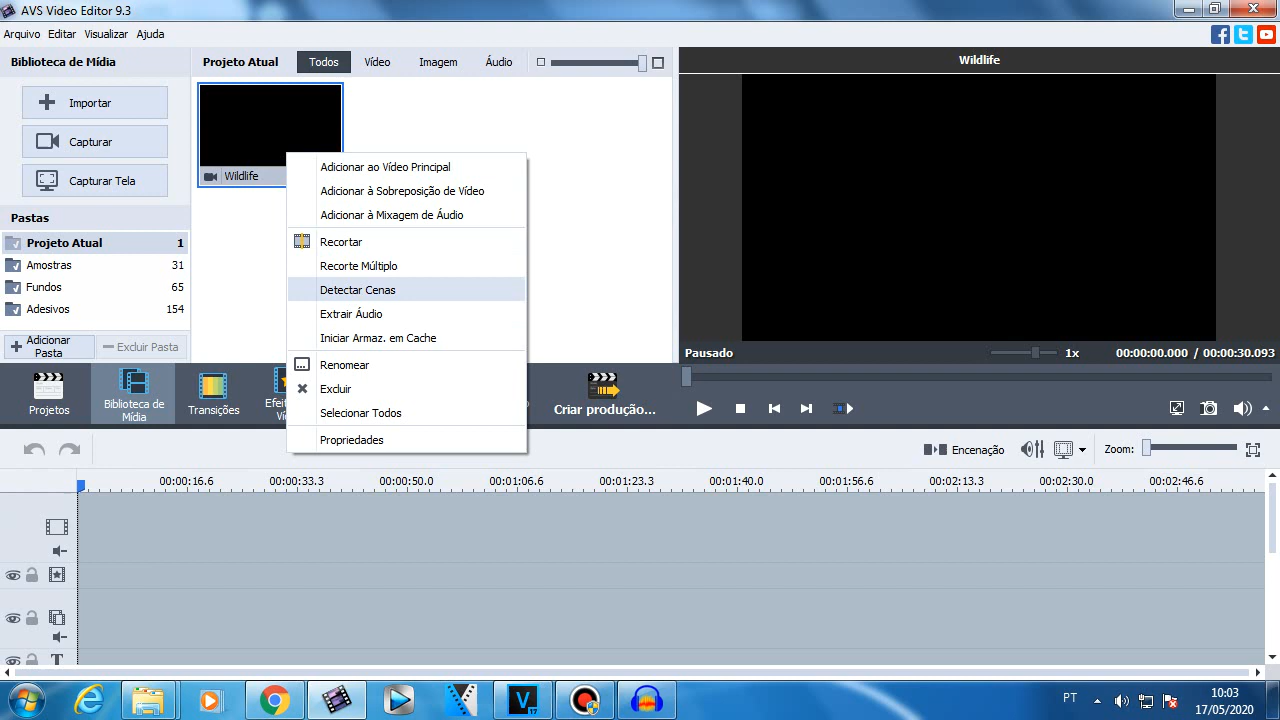 AVS Video Editor 9.3
Arquivo Editar Visualizar Ajuda
Biblioteca de Mídia
Importar
Capturar
Capturar Tela
Pastas
Projeto Atual 1
Amostras 31
Fundos 65
Adesivos 154
Adicionar
Pasta
Excluir Pasta
Projeto Atual Todos Vídeo Imagem Áudio
Wildlife
Adicionar ao Vídeo Principal
Adicionar à Sobreposição de Vídeo
Adicionar à Mixagem de Áudio
Recortar
Recorte Múltiplo
Detectar Cenas
Extrair Áudio
Iniciar Armaz. em Cache
Renomear
Excluir
Selecionar Todos
Propriedades
Wildlife
Pausado 1x 00:00:00.000 / 00:00:30.093
Projetos
Biblioteca de
Mídia
Transições
Criar produção...
Encenação Zoom:
00:00:16.6 00:00:33.3 00:00:50.0 00:01:06.6 00:01:23.3 00:01:40.0 00:01:56.6 00:02:13.3 00:02:30.0 00:02:46.6
T
V
17
PT
10:03
17/05/2020